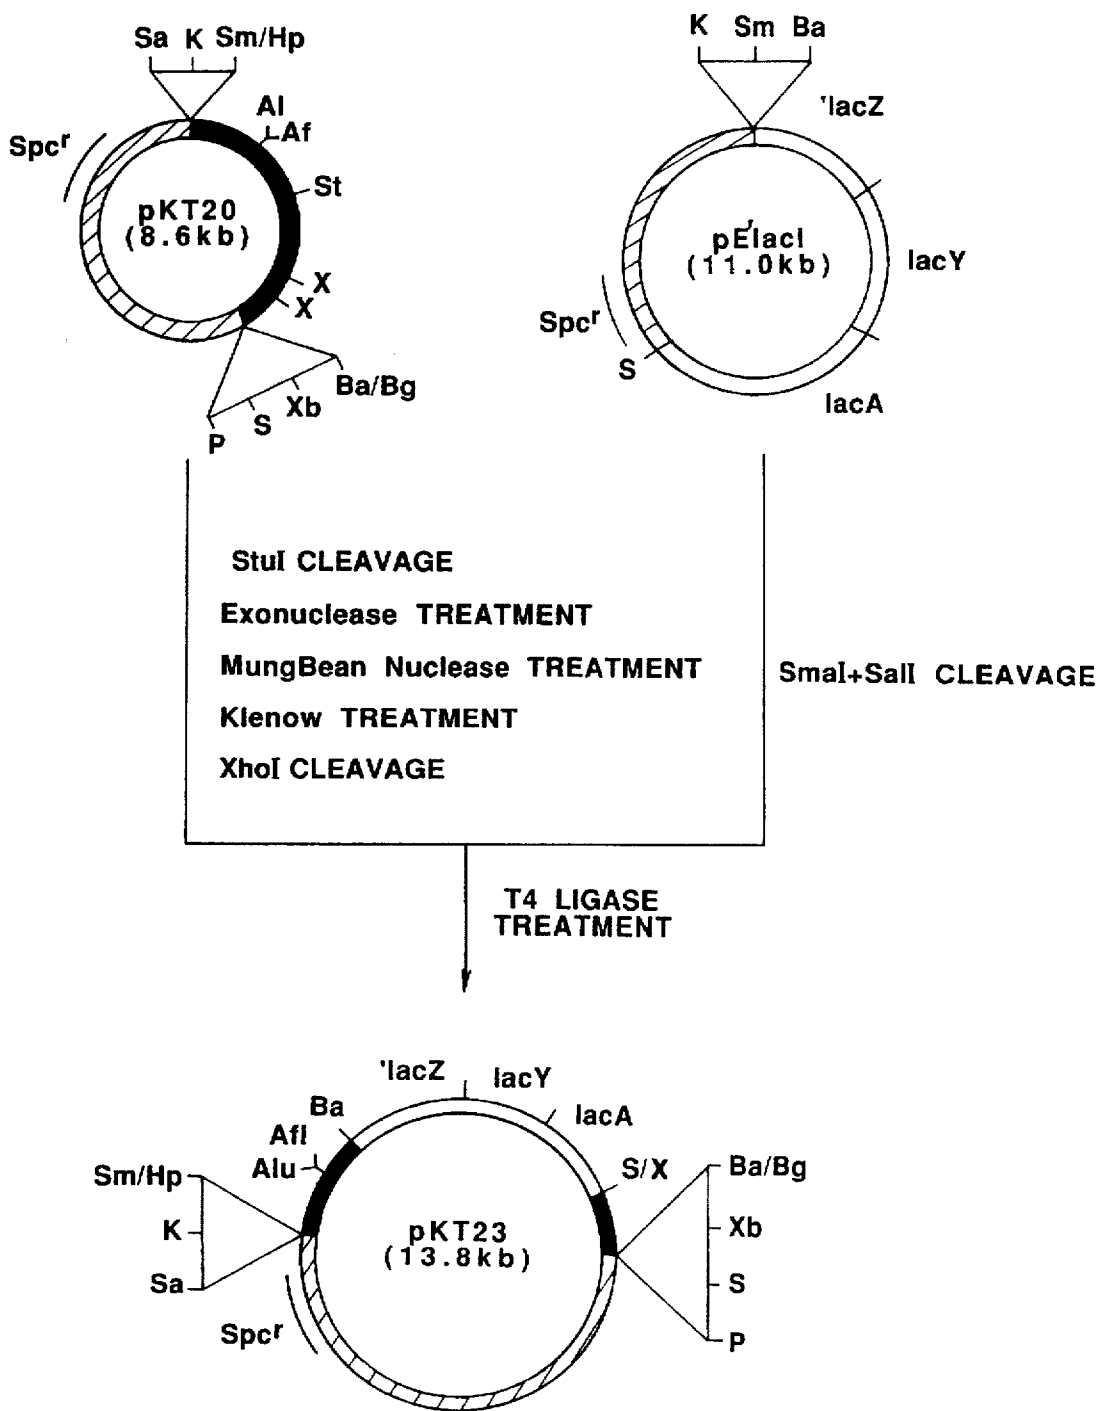 Sa K Sm/Hp
Al
Af
Spcr
St
pKT20
(8.6kb)
X
X
Ba/Bg
Xb
S
P
K Sm Ba
'lacZ
pE'lacI
(11.0kb)
lacY
Spcr
S
lacA
StuI CLEAVAGE
Exonuclease TREATMENT
MungBean Nuclease TREATMENT
Klenow TREATMENT
XhoI CLEAVAGE
SmaI+SalI CLEAVAGE
T4 LIGASE
TREATMENT
'lacZ lacY
lacA
Ba
Afl
Alu
Sm/Hp
K
Sa
S/X
Ba/Bg
Xb
S
P
pKT23
(13.8kb)
Spcr